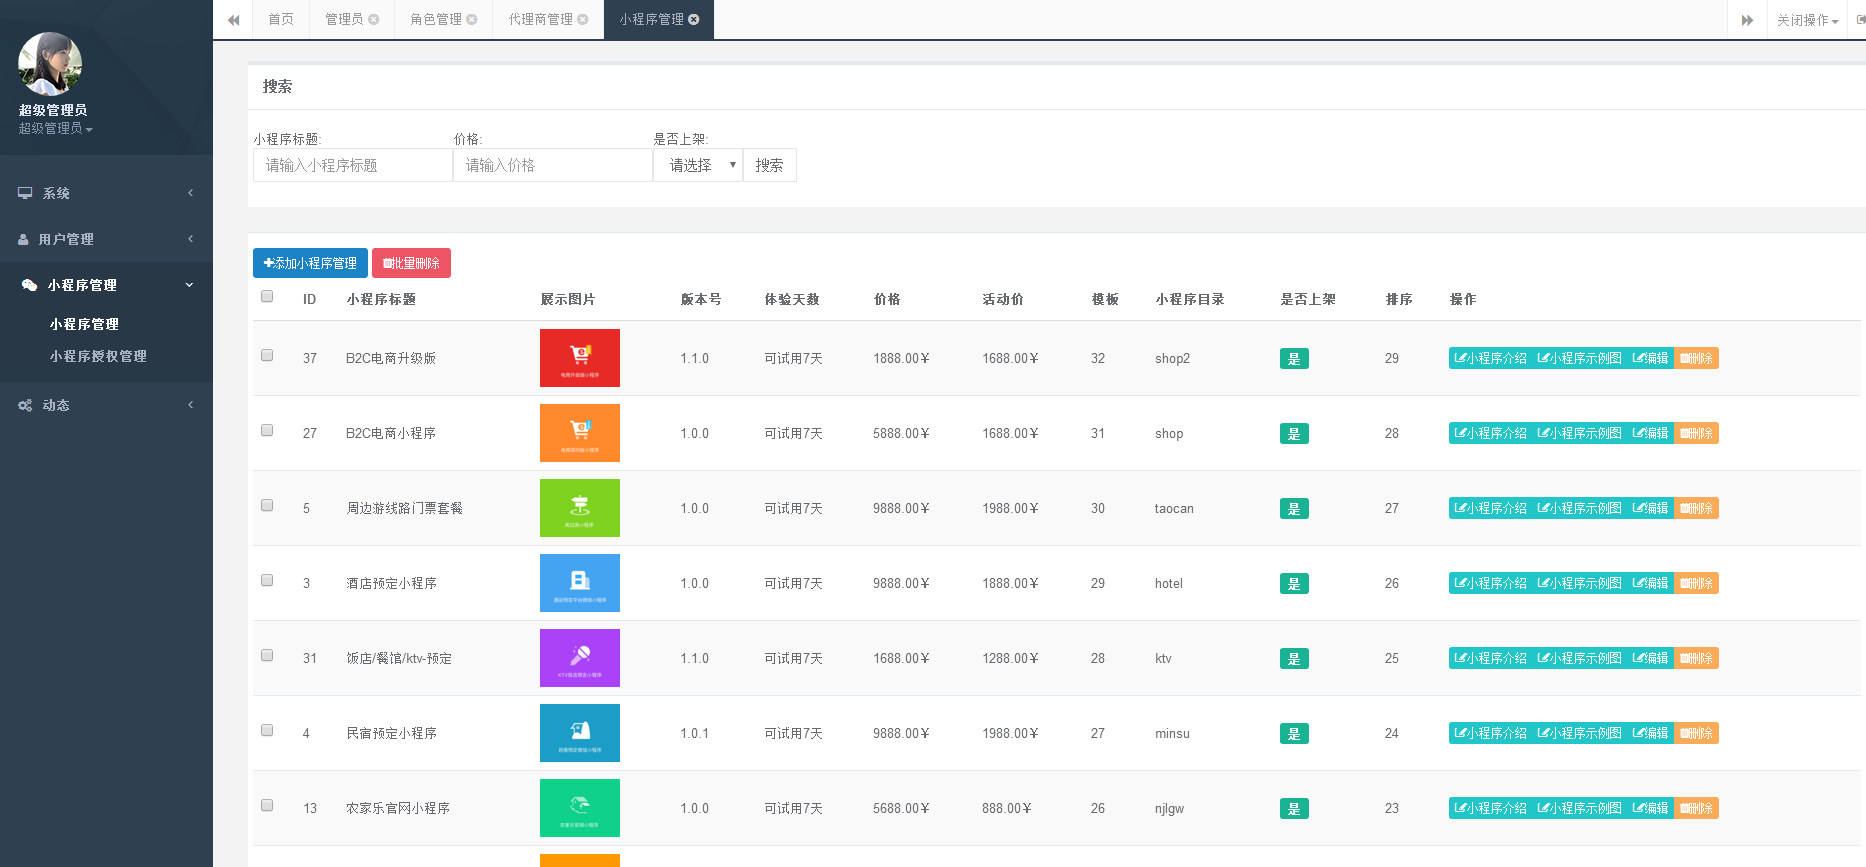 首页 管理员 角色管理 代理商管理 小程序管理 关闭操作
超级管理员
超级管理员
系统
用户管理
小程序管理
小程序管理
小程序授权管理
动态
搜索
小程序标题: 价格: 是否上架:
请输入小程序标题 请输入价格 请选择 搜索
添加小程序管理 批量删除
ID 小程序标题 展示图片 版本号 体验天数 价格 活动价 模板 小程序目录 是否上架 排序 操作
37 B2C电商升级版 1.1.0 可试用7天 1888.00¥ 1688.00¥ 32 shop2 是 29 小程序介绍 小程序示例图 编辑 删除
27 B2C电商小程序 1.0.0 可试用7天 5888.00¥ 1688.00¥ 31 shop 是 28 小程序介绍 小程序示例图 编辑 删除
5 周边游线路门票套餐 1.0.0 可试用7天 9888.00¥ 1988.00¥ 30 taocan 是 27 小程序介绍 小程序示例图 编辑 删除
3 酒店预定小程序 1.0.0 可试用7天 9888.00¥ 1888.00¥ 29 hotel 是 26 小程序介绍 小程序示例图 编辑 删除
31 饭店/餐馆/ktv-预定 1.1.0 可试用7天 1688.00¥ 1288.00¥ 28 ktv 是 25 小程序介绍 小程序示例图 编辑 删除
4 民宿预定小程序 1.0.1 可试用7天 9888.00¥ 1988.00¥ 27 minsu 是 24 小程序介绍 小程序示例图 编辑 删除
13 农家乐官网小程序 1.0.0 可试用7天 5688.00¥ 888.00¥ 26 njlgw 是 23 小程序介绍 小程序示例图 编辑 删除